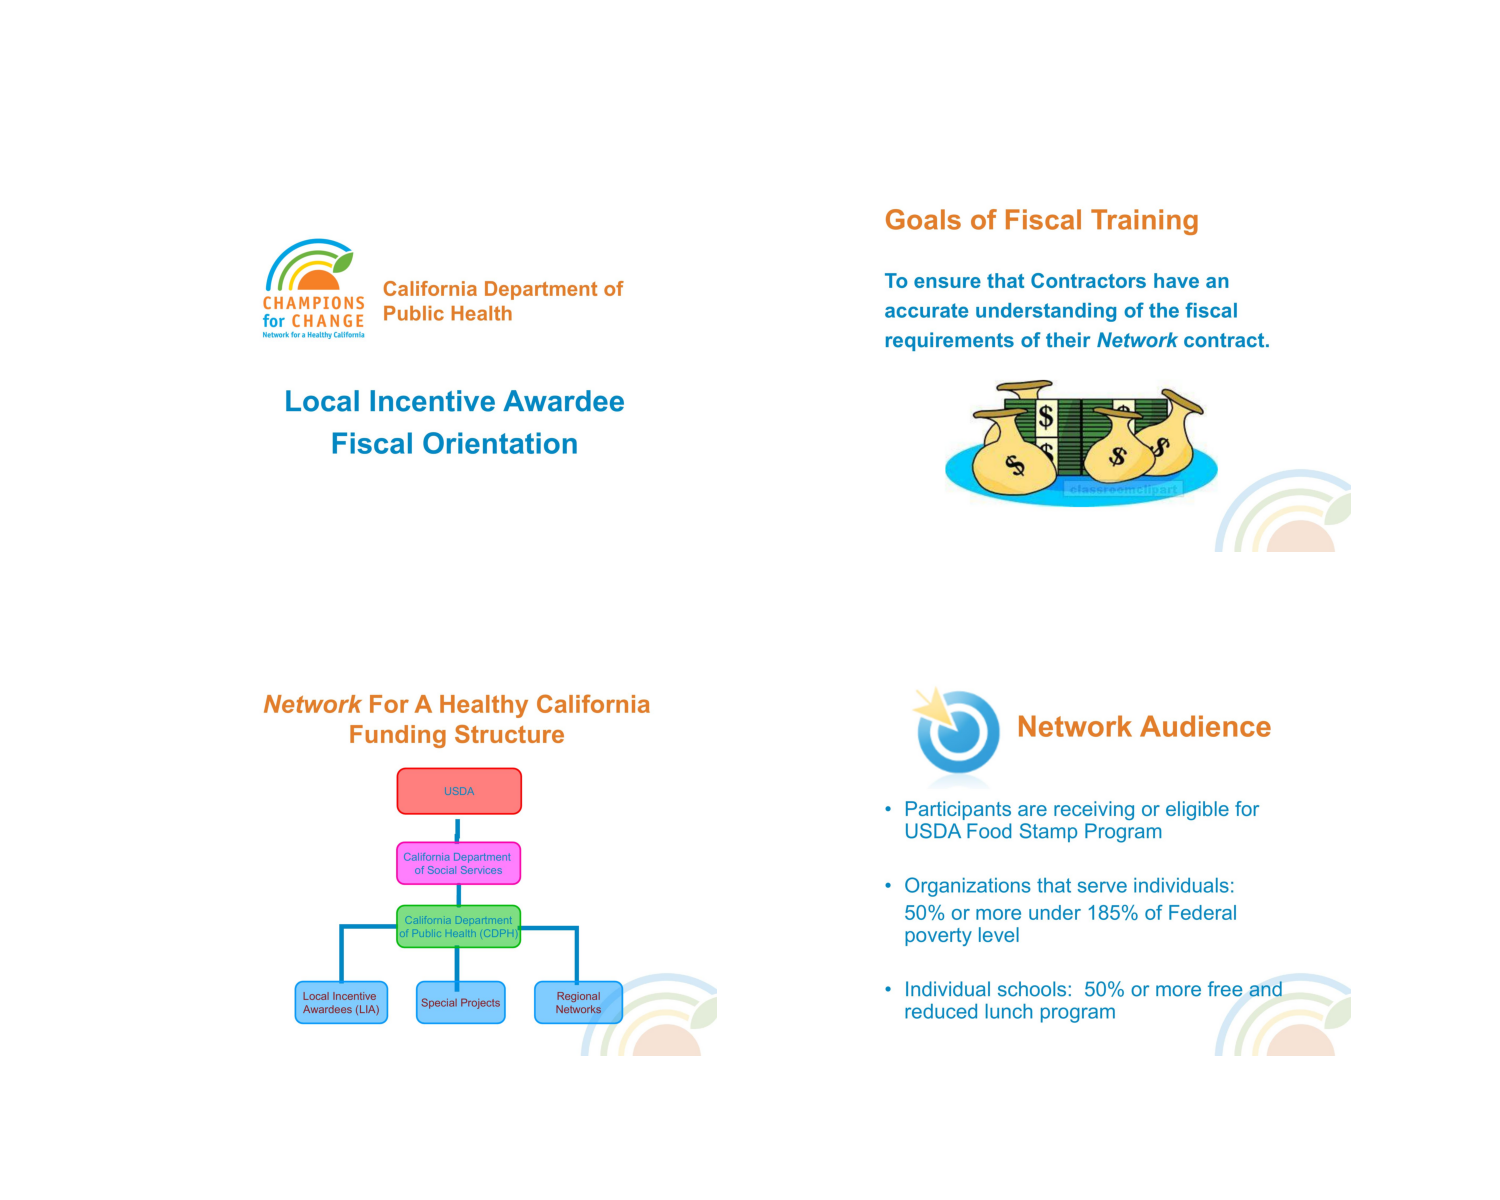 CHAMPIONS
for CHANGE
Network for a Healthy California
California Department of
Public Health
Local Incentive Awardee
Fiscal Orientation
Goals of Fiscal Training
To ensure that Contractors have an
accurate understanding of the fiscal
requirements of their Network contract.
$
$
$
$
$
classroomclipart
Network For A Healthy California
Funding Structure
USDA
California Department
of Social Services
California Department
of Public Health (CDPH)
Local Incentive
Awardees (LIA)
Special Projects
Regional
Networks
Network Audience
• Participants are receiving or eligible for
USDA Food Stamp Program
• Organizations that serve individuals:
50% or more under 185% of Federal
poverty level
• Individual schools:  50% or more free and
reduced lunch program